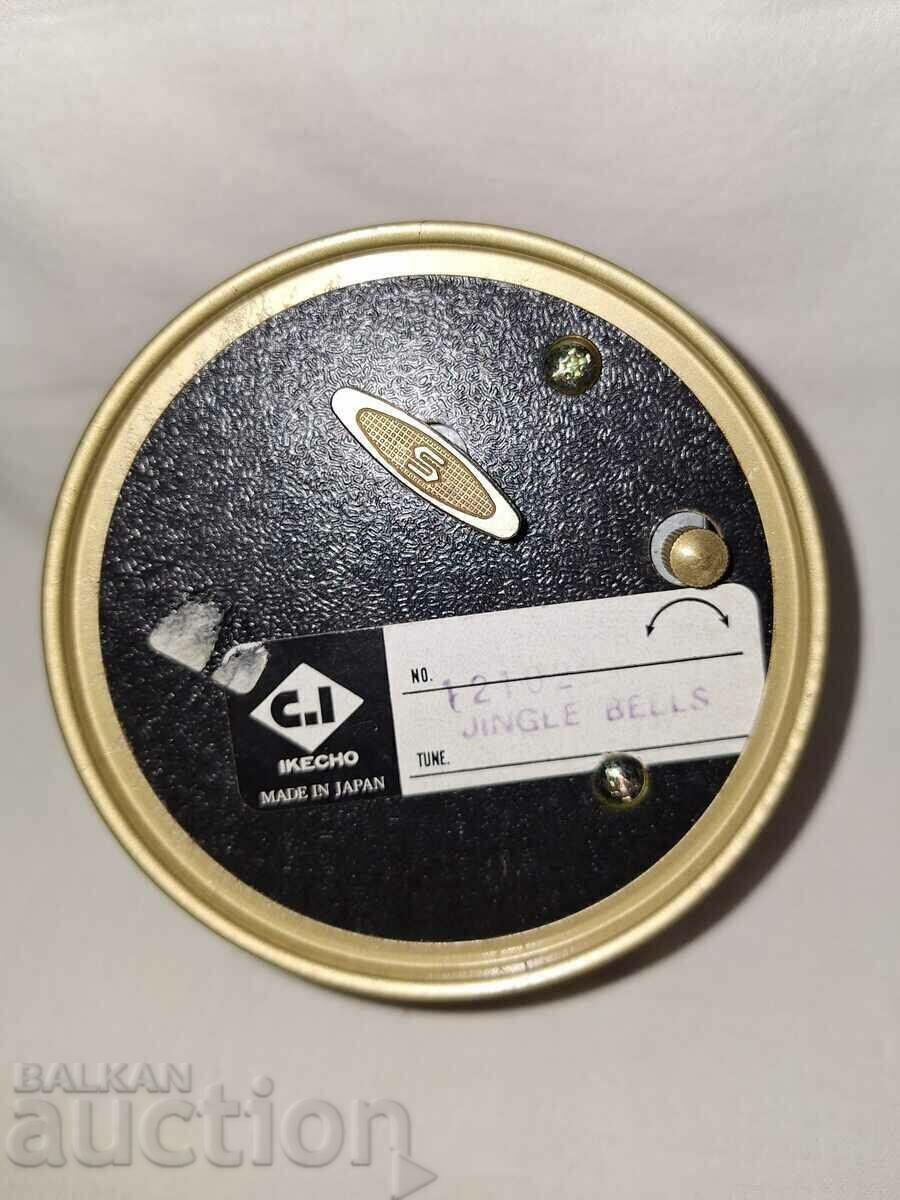 S
NO.
JINGLE BELLS
TUNE.
C.I
IKECHO
MADE IN JAPAN
BALKAN
auction